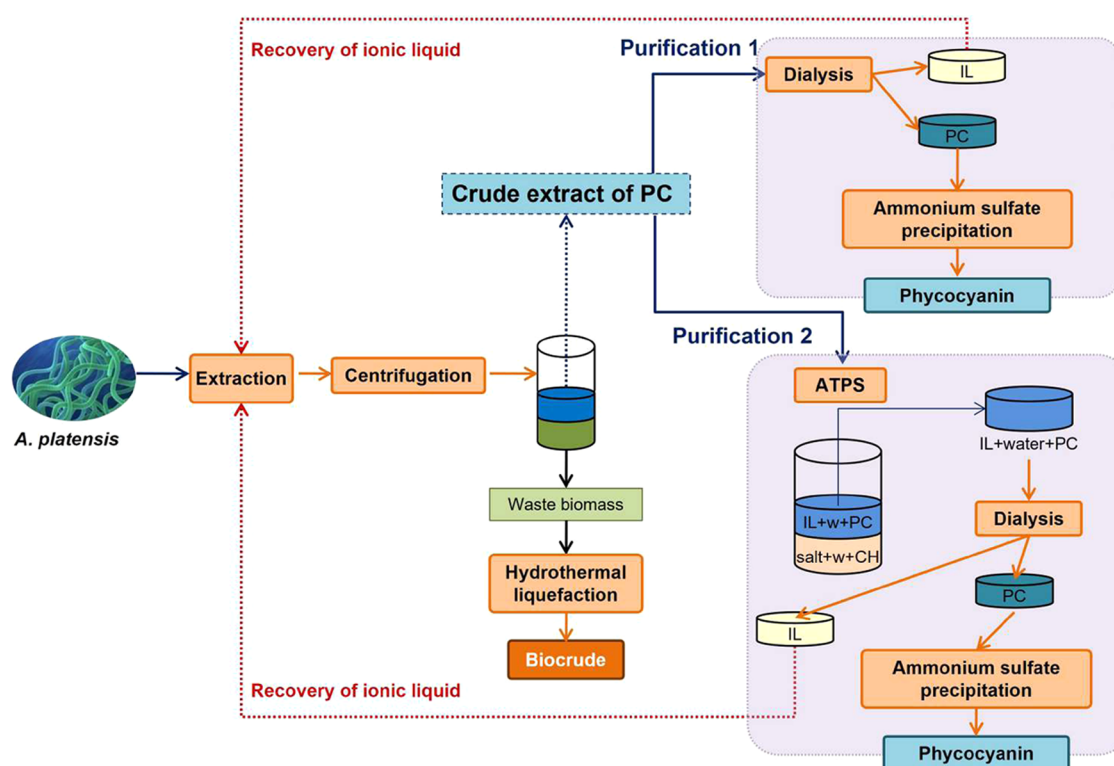 Recovery of ionic liquid
Purification 1
Dialysis
IL
PC
Ammonium sulfate
precipitation
Phycocyanin
Crude extract of PC
Purification 2
A. platensis
Extraction
Centrifugation
Waste biomass
Hydrothermal
liquefaction
Biocrude
Recovery of ionic liquid
ATPS
IL+water+PC
IL+w+PC
salt+w+CH
Dialysis
PC
IL
Ammonium sulfate
precipitation
Phycocyanin